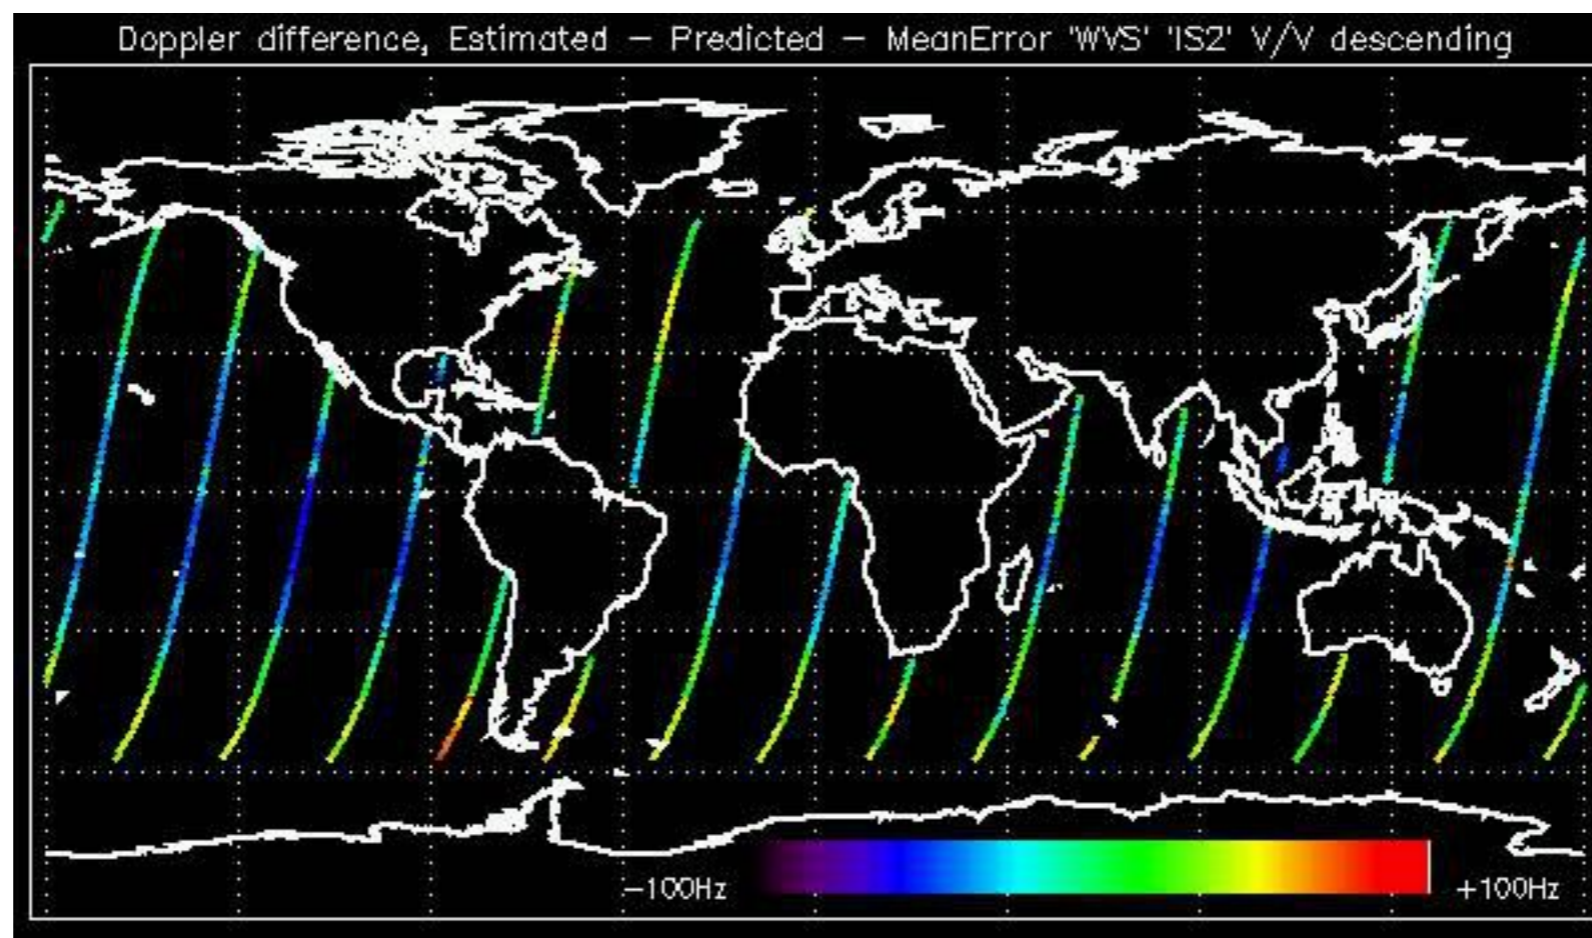 Doppler difference, Estimated - Predicted - MeanError 'WVS' 'IS2' V/V descending
-100Hz
+100Hz